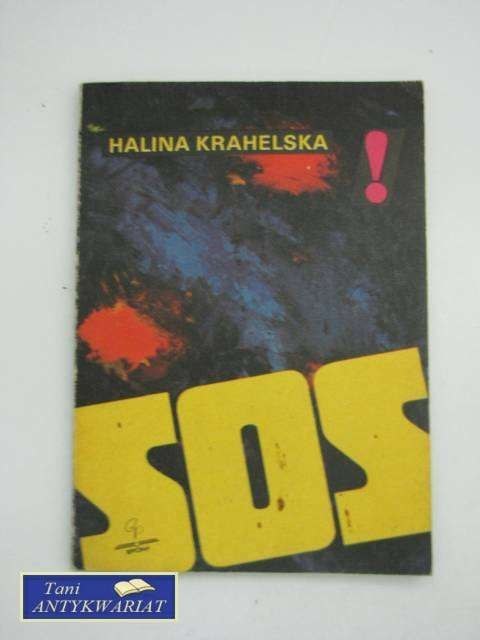 HALINA KRAHELSKA
!
SOS
Tani
ANTYKWARIAT